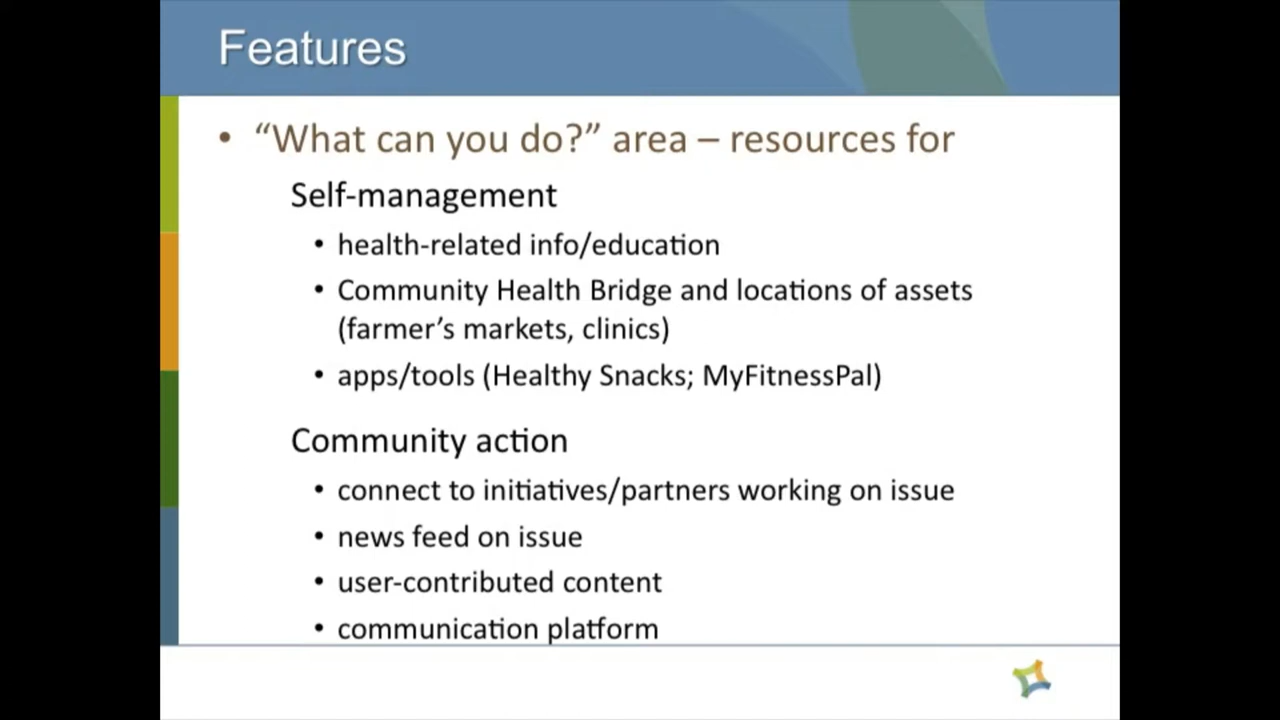 Features
• “What can you do?” area – resources for
Self-management
• health-related info/education
• Community Health Bridge and locations of assets
(farmer’s markets, clinics)
• apps/tools (Healthy Snacks; MyFitnessPal)
Community action
• connect to initiatives/partners working on issue
• news feed on issue
• user-contributed content
• communication platform